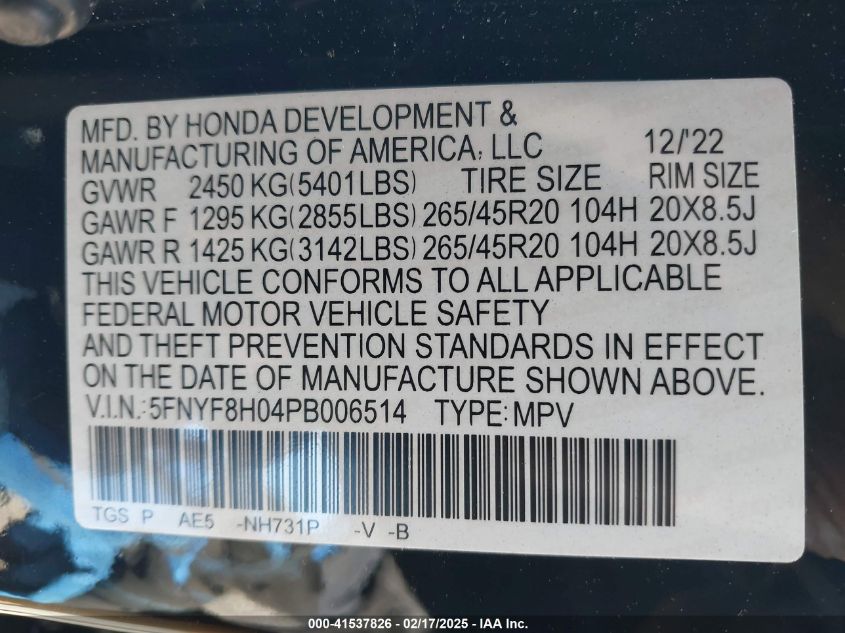 MFD. BY HONDA DEVELOPMENT &
MANUFACTURING OF AMERICA, LLC 12/'22
GVWR 2450 KG(5401LBS) TIRE SIZE RIM SIZE
GAWR F 1295 KG(2855LBS) 265/45R20 104H 20X8.5J
GAWR R 1425 KG(3142LBS) 265/45R20 104H 20X8.5J
THIS VEHICLE CONFORMS TO ALL APPLICABLE
FEDERAL MOTOR VEHICLE SAFETY
AND THEFT PREVENTION STANDARDS IN EFFECT
ON THE DATE OF MANUFACTURE SHOWN ABOVE.
V.I.N.:5FNYF8H04PB006514 TYPE:MPV
TGS P AE5 -NH731P -V -B
000-41537826 - 02/17/2025 - IAA Inc.